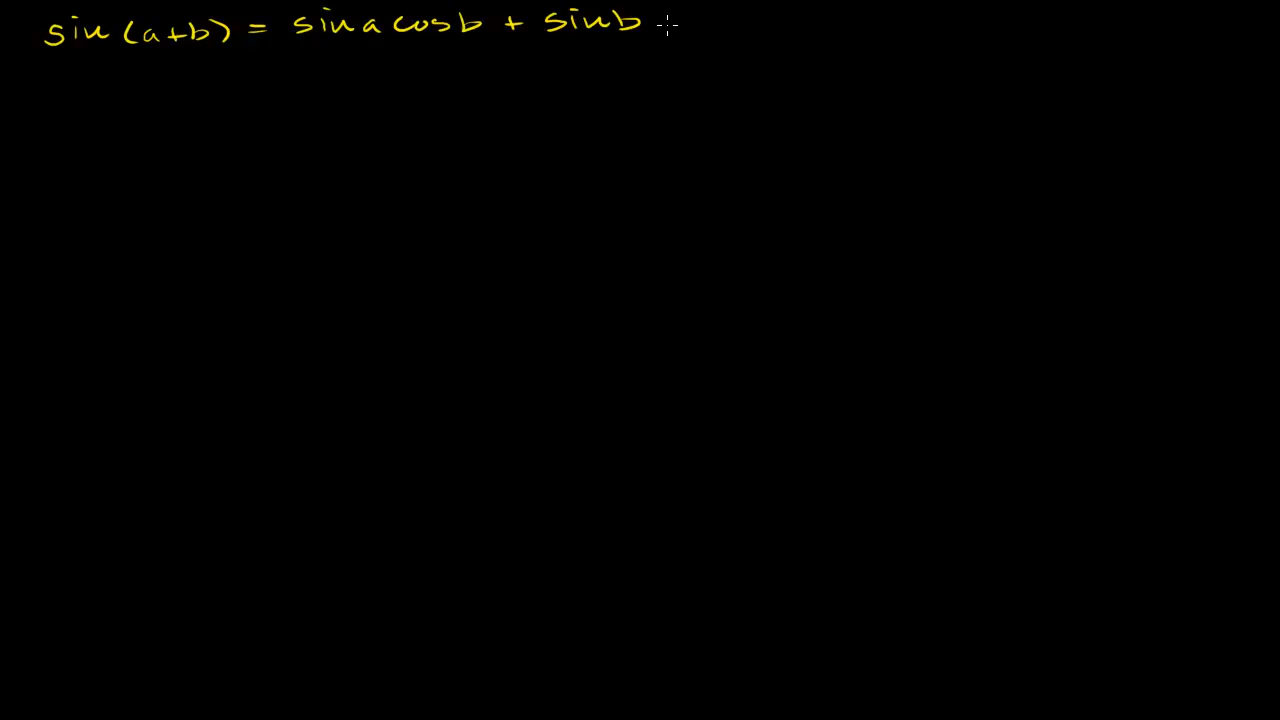 sin (a+b) = sin a cos b + sin b